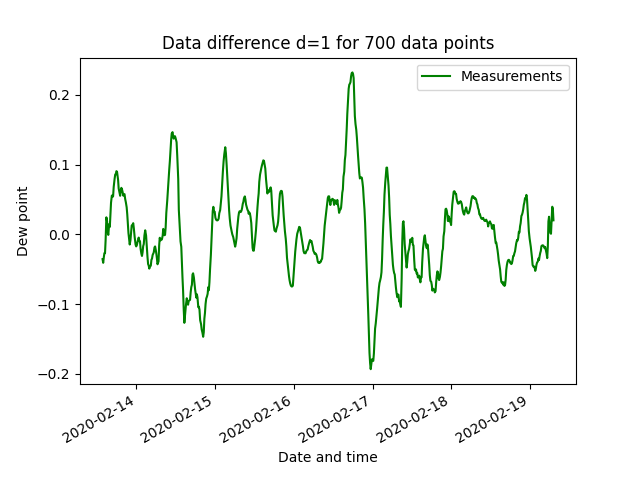 Data difference d=1 for 700 data points
Measurements
Dew point
0.2
0.1
0.0
−0.1
−0.2
2020-02-14
2020-02-15
2020-02-16
2020-02-17
2020-02-18
2020-02-19
Date and time